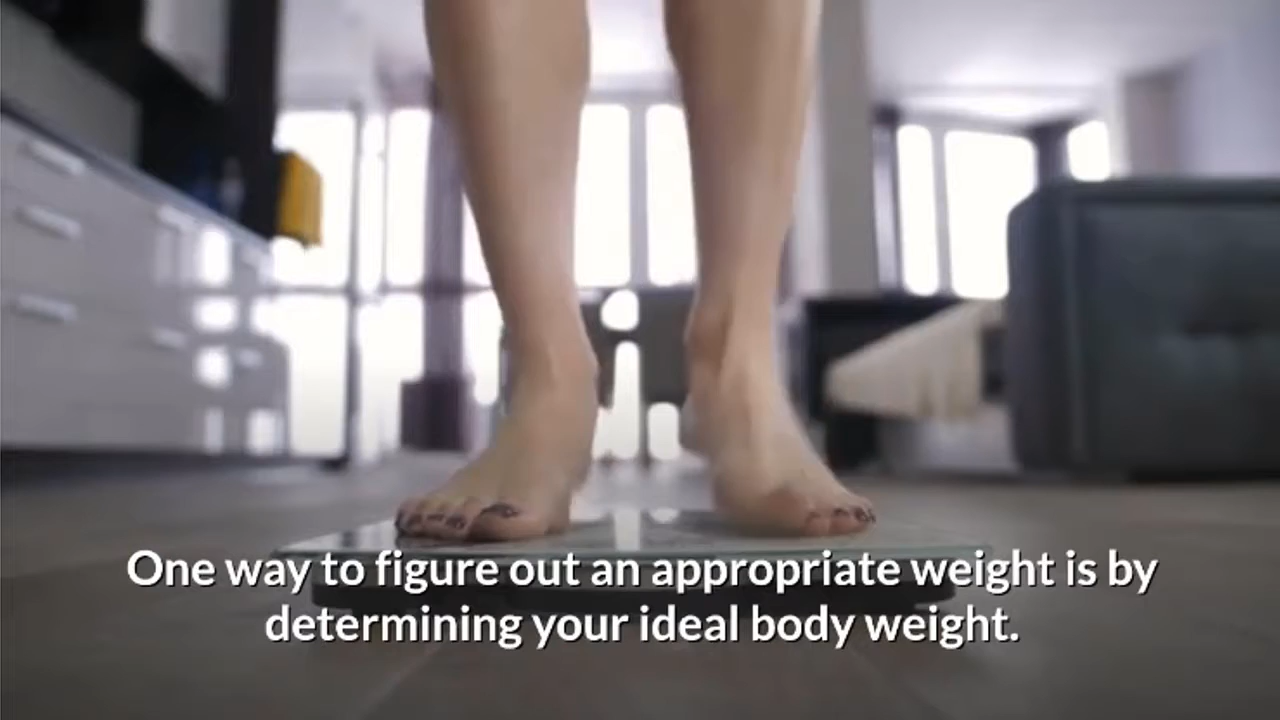 One way to figure out an appropriate weight is by
determining your ideal body weight.